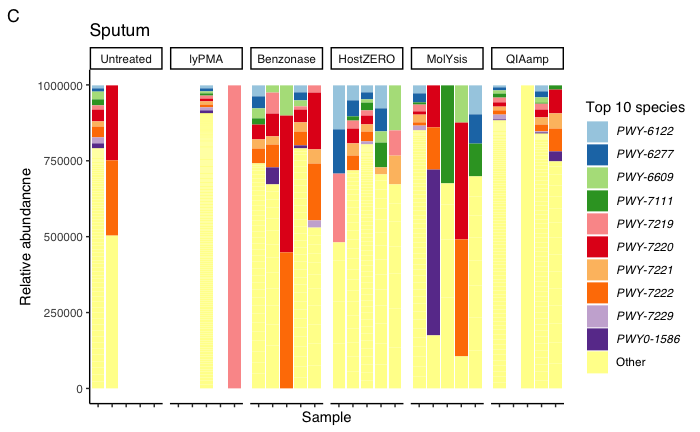 C
Sputum
Untreated lyPMA Benzonase HostZERO MolYsis QIAamp
1000000
750000
500000
250000
0
Relative abundancne
Sample
Top 10 species
PWY-6122
PWY-6277
PWY-6609
PWY-7111
PWY-7219
PWY-7220
PWY-7221
PWY-7222
PWY-7229
PWY0-1586
Other